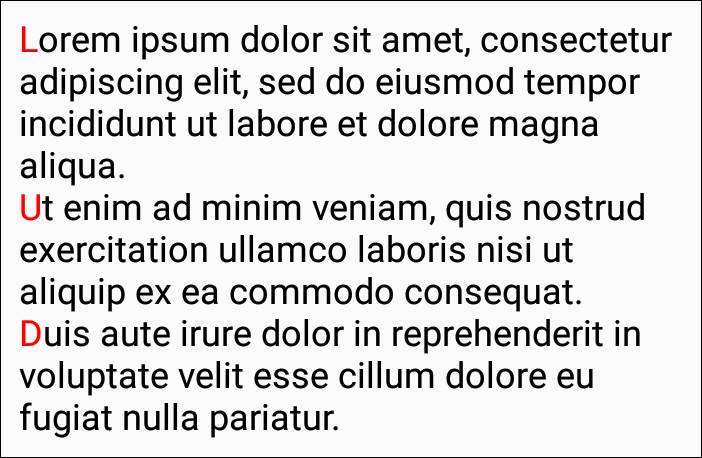 Lorem ipsum dolor sit amet, consectetur
adipiscing elit, sed do eiusmod tempor
incididunt ut labore et dolore magna
aliqua.
Ut enim ad minim veniam, quis nostrud
exercitation ullamco laboris nisi ut
aliquip ex ea commodo consequat.
Duis aute irure dolor in reprehenderit in
voluptate velit esse cillum dolore eu
fugiat nulla pariatur.